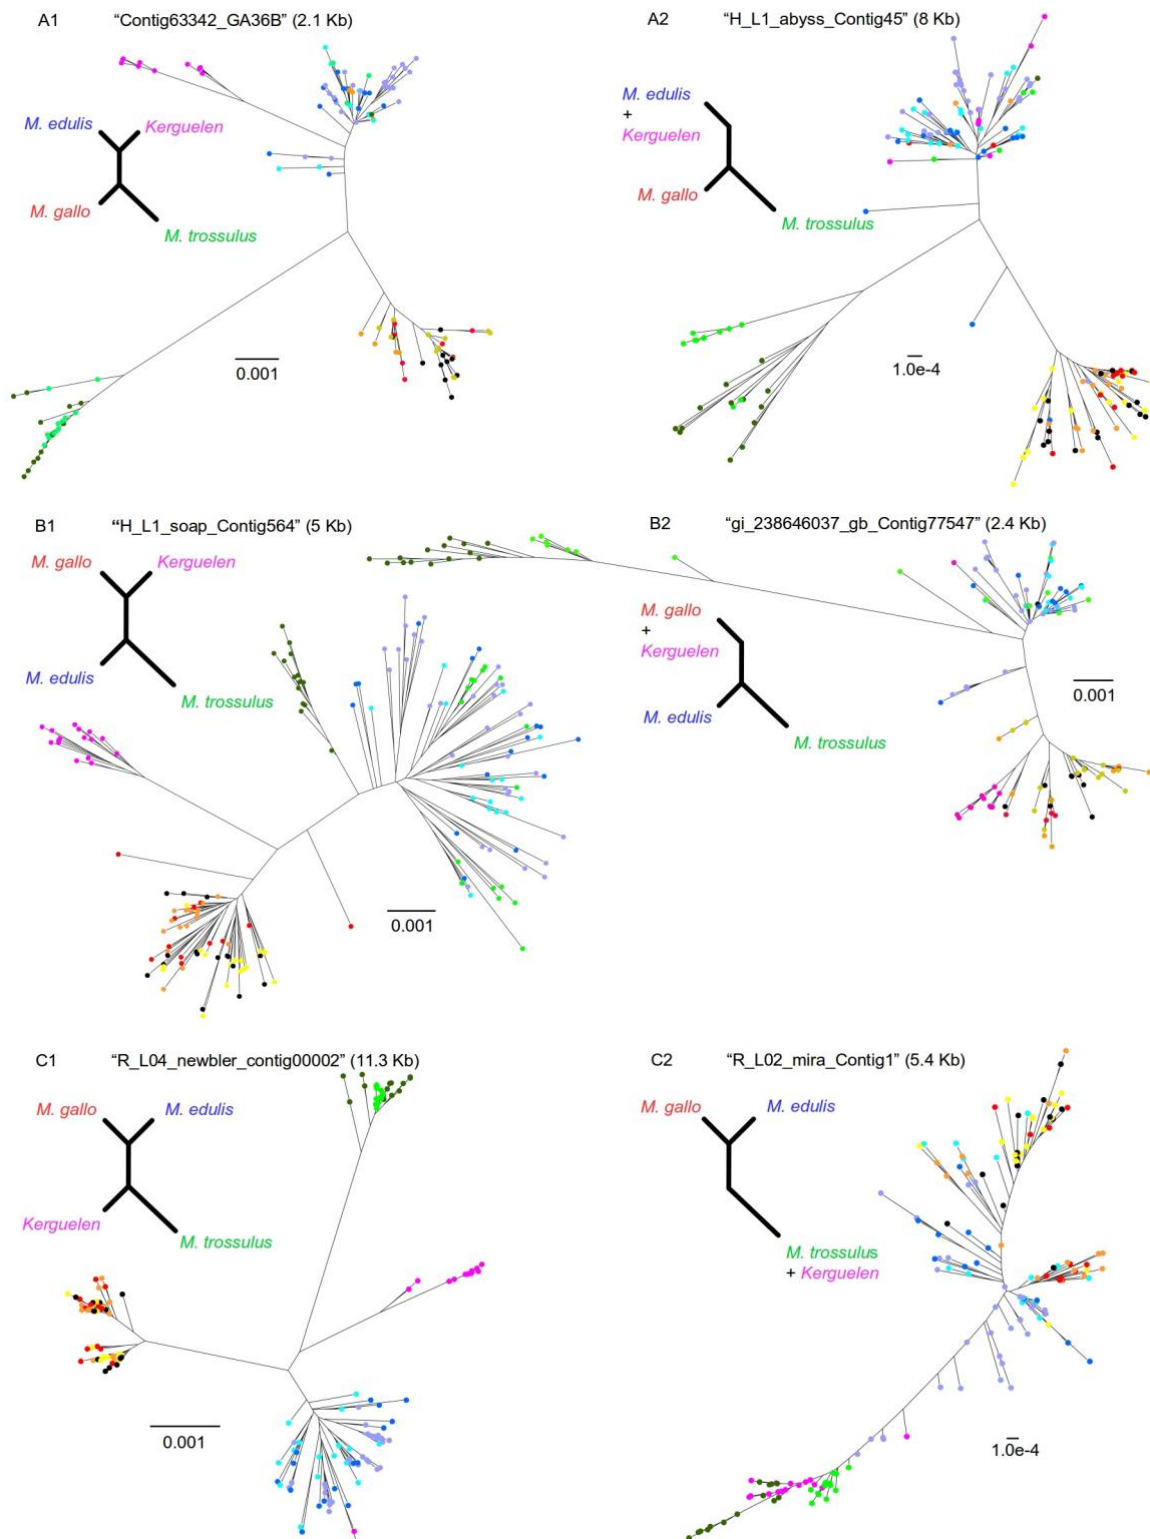 A1 "Contig63342_GA36B" (2.1 Kb)
M. edulis
Kerguelen
M. gallo
M. trossulus
0.001
A2 "H_L1_abyss_Contig45" (8 Kb)
M. edulis
+
Kerguelen
M. gallo
M. trossulus
1.0e-4
B1 "H_L1_soap_Contig564" (5 Kb)
M. gallo
Kerguelen
M. edulis
M. trossulus
0.001
B2 "gi_238646037_gb_Contig77547" (2.4 Kb)
M. gallo
+
Kerguelen
M. edulis
M. trossulus
0.001
C1 "R_L04_newbler_contig00002" (11.3 Kb)
M. gallo
M. edulis
Kerguelen
M. trossulus
0.001
C2 "R_L02_mira_Contig1" (5.4 Kb)
M. gallo
M. edulis
M. trossulus
+ Kerguelen
1.0e-4